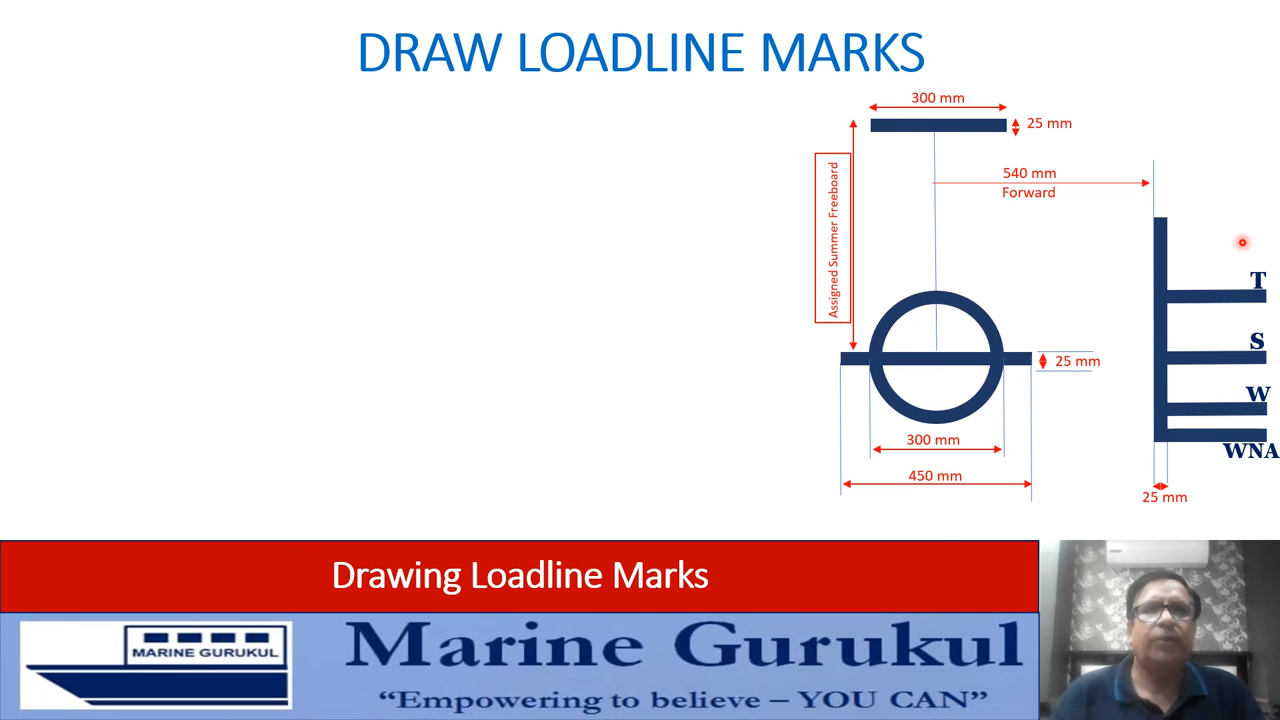 DRAW LOADLINE MARKS
300 mm
25 mm
Assigned Summer Freeboard
540 mm
Forward
T
S
W
WNA
25 mm
300 mm
450 mm
25 mm
Drawing Loadline Marks
MARINE GURUKUL
Marine Gurukul
“Empowering to believe – YOU CAN”